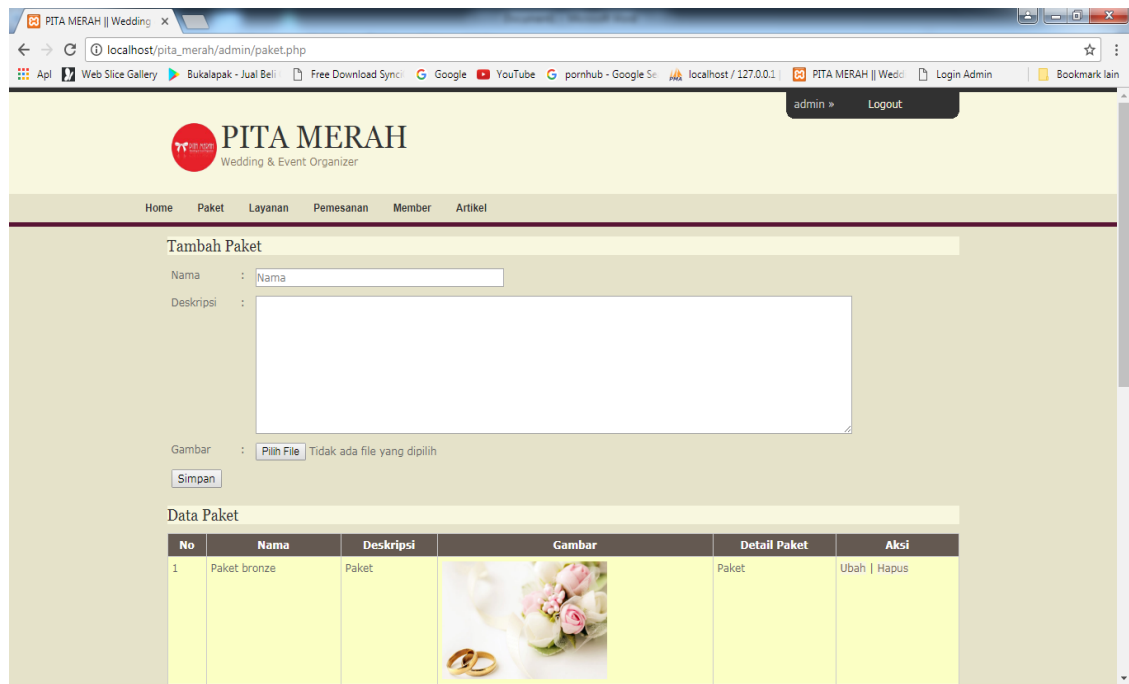 PITA MERAH || Wedding
localhost/pita_merah/admin/paket.php
Apl Web Slice Gallery Bukalapak - Jual Beli Free Download Synci Google YouTube pornhub - Google Se localhost / 127.0.0.1 | PITA MERAH || Wedd Login Admin Bookmark lain
admin » Logout
PITA MERAH
Wedding & Event Organizer
Home Paket Layanan Pemesanan Member Artikel
Tambah Paket
Nama : Nama
Deskripsi :
Gambar : Pilih File Tidak ada file yang dipilih
Simpan
Data Paket
No Nama Deskripsi Gambar Detail Paket Aksi
1 Paket bronze Paket Paket Ubah | Hapus